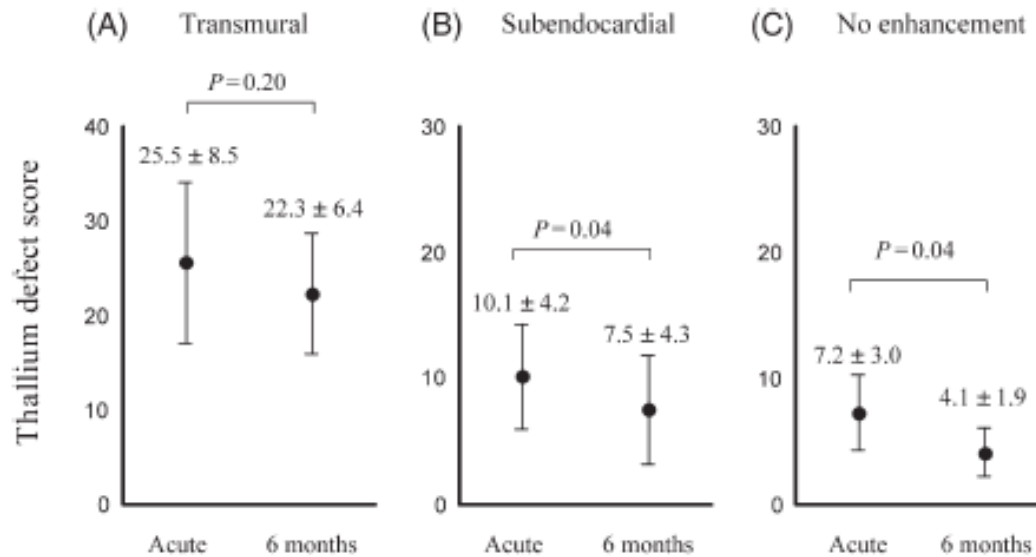 (A) Transmural
(B) Subendocardial
(C) No enhancement
Thallium defect score
P=0.20
40
30
20
10
0
25.5 ± 8.5
22.3 ± 6.4
Acute
6 months
30
20
10
0
P=0.04
10.1 ± 4.2
7.5 ± 4.3
Acute
6 months
30
20
10
0
P=0.04
7.2 ± 3.0
4.1 ± 1.9
Acute
6 months